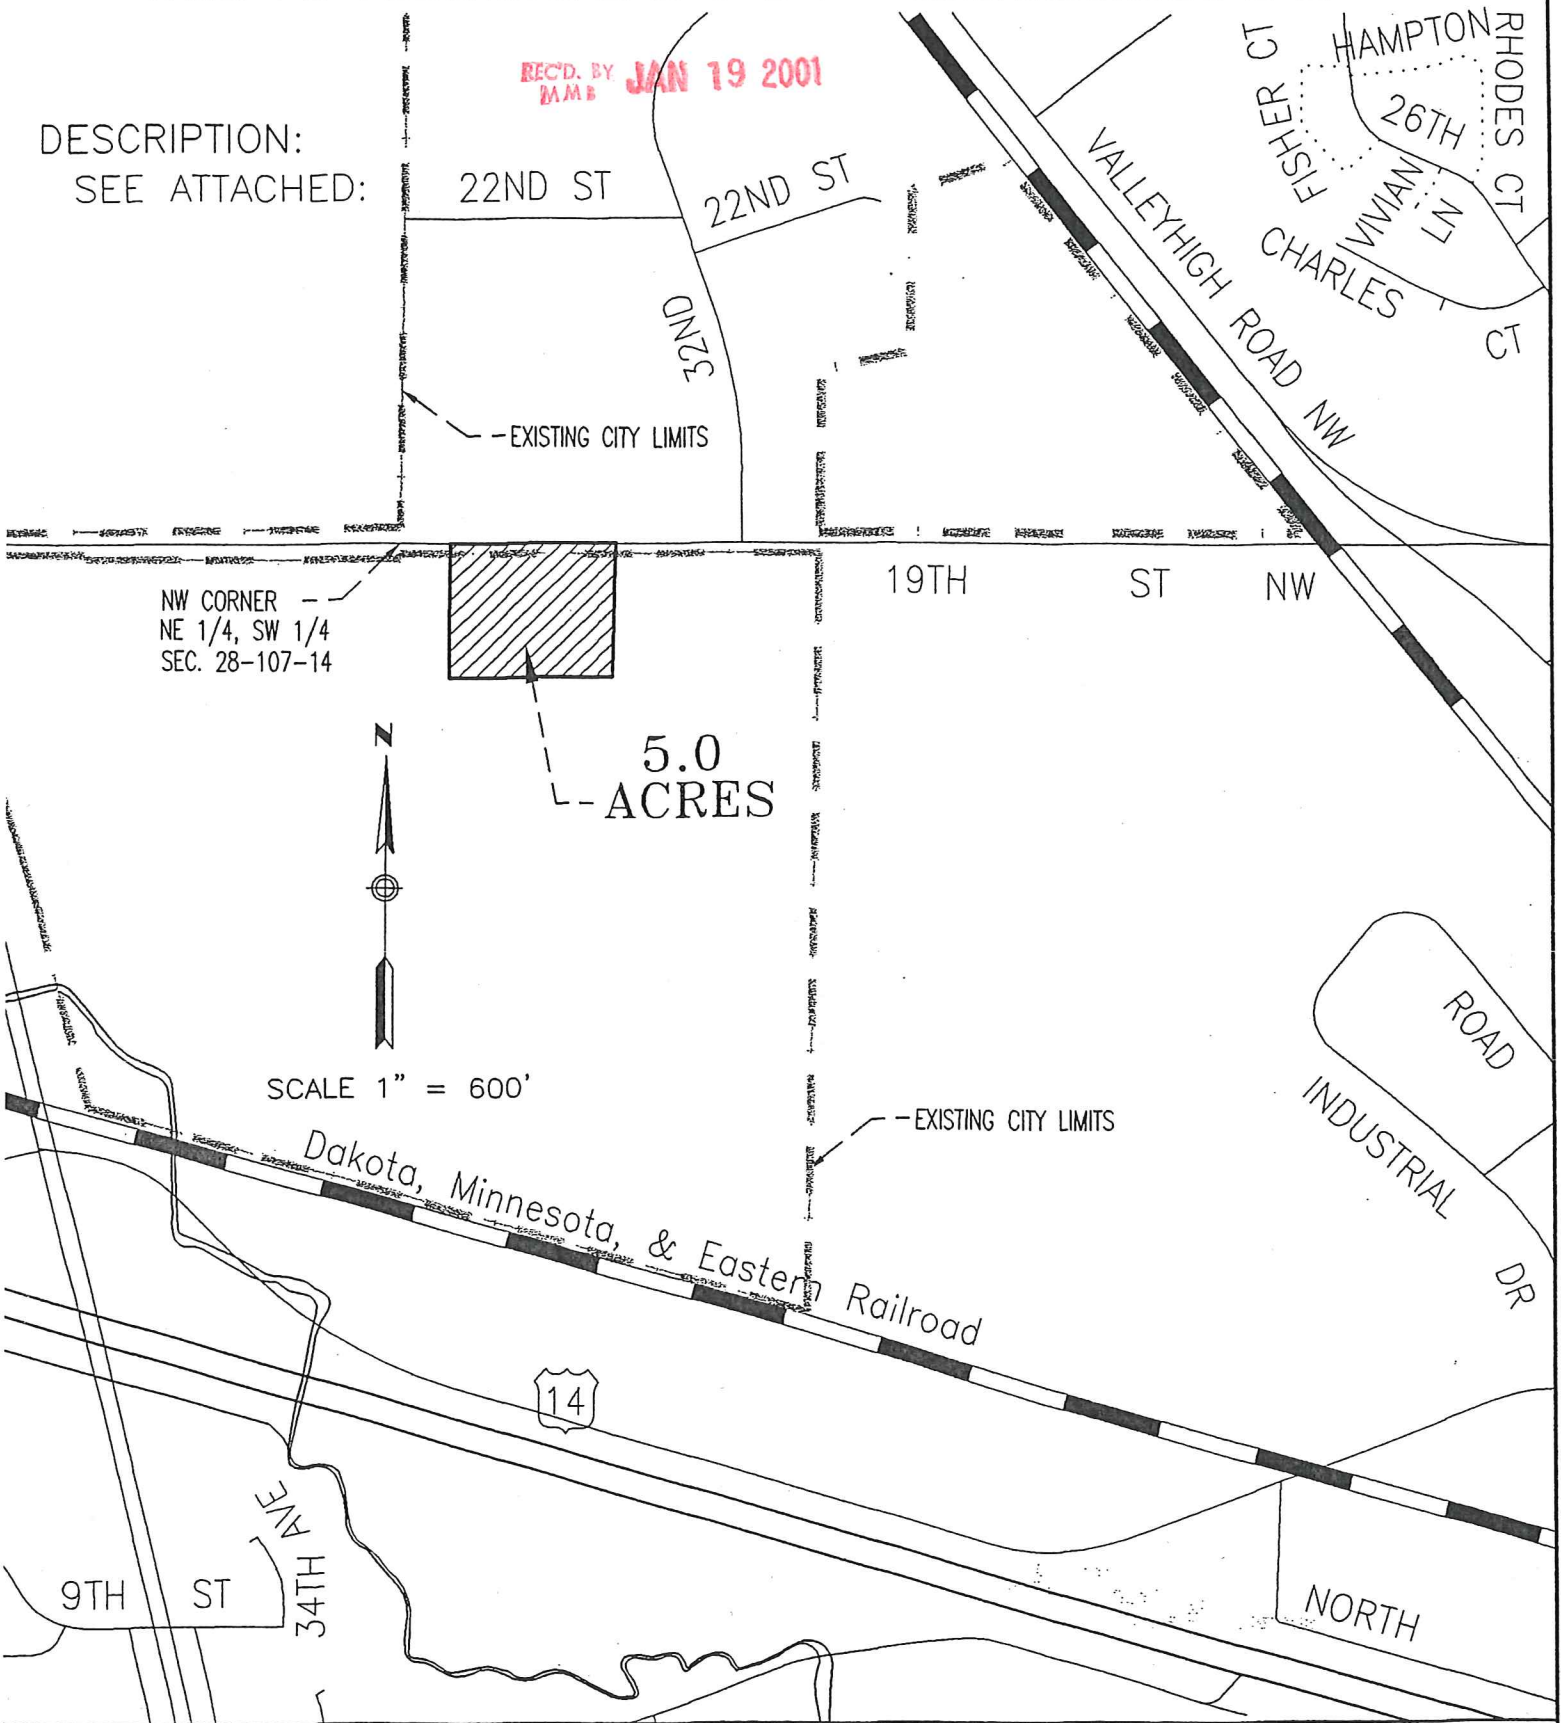 REC'D. BY JAN 19 2001
MMB
DESCRIPTION:
SEE ATTACHED:
22ND ST
22ND ST
32ND
VALLEYHIGH ROAD NW
FISHER CT
HAMPTON
RHODES CT
26TH
VIVIAN
LN
CHARLES
CT
EXISTING CITY LIMITS
19TH ST NW
NW CORNER
NE 1/4, SW 1/4
SEC. 28-107-14
N
5.0
ACRES
SCALE 1" = 600'
EXISTING CITY LIMITS
ROAD
INDUSTRIAL
DR
Dakota, Minnesota, & Eastern Railroad
14
34TH AVE
9TH ST
NORTH